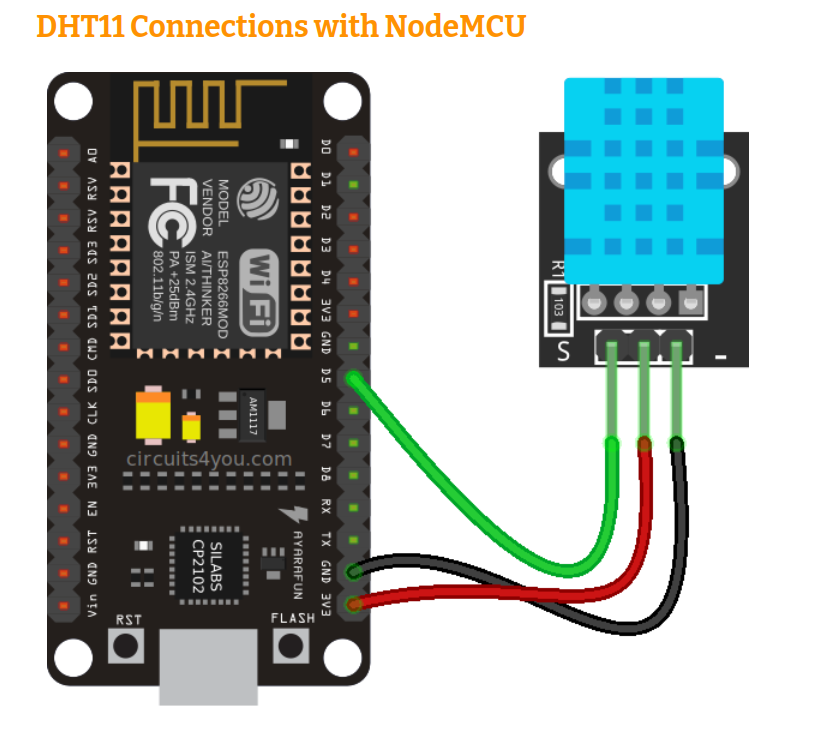 DHT11 Connections with NodeMCU
A0
RSV
RSV
SD3
SD2
SD1
CMD
SD0
CLK
GND
3V3
EN
RST
GND
Vin
MODEL
VENDOR
ESP8266MOD
AI/THINKER
ISM 2.4GHz
PA +25dBm
802.11b/g/n
FC
Wi Fi
D0
D1
D2
D3
D4
3V3
GND
D5
D6
D7
D8
RX
TX
GND
3V3
AM1117
circuits4you.com
SILABS
CP2102
AYARAFUN
RST
FLASH
R1
103
S
-